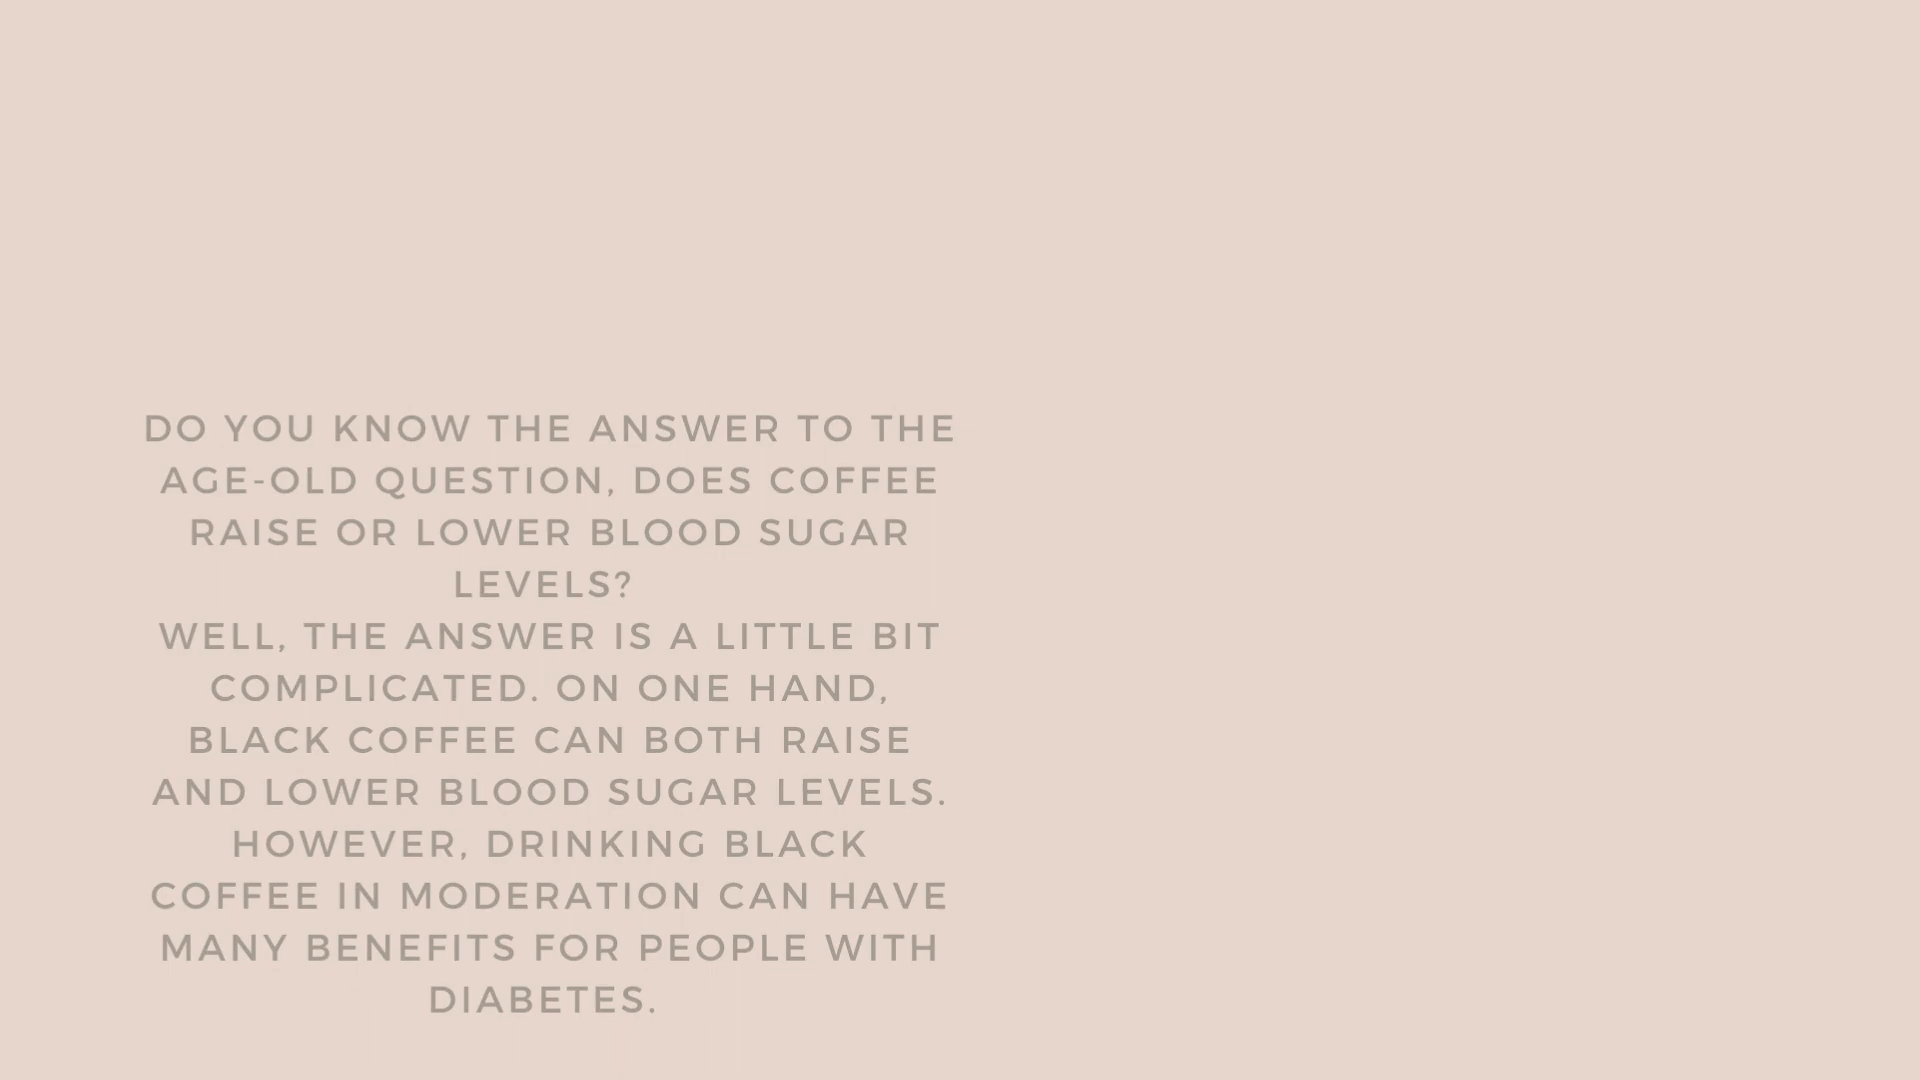 DO YOU KNOW THE ANSWER TO THE
AGE-OLD QUESTION, DOES COFFEE
RAISE OR LOWER BLOOD SUGAR
LEVELS?
WELL, THE ANSWER IS A LITTLE BIT
COMPLICATED. ON ONE HAND,
BLACK COFFEE CAN BOTH RAISE
AND LOWER BLOOD SUGAR LEVELS.
HOWEVER, DRINKING BLACK
COFFEE IN MODERATION CAN HAVE
MANY BENEFITS FOR PEOPLE WITH
DIABETES.